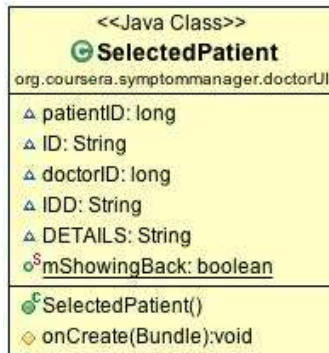 <<Java Class>>
SelectedPatient
org.coursera.symptommanager.doctorUI
patientID: long
ID: String
doctorID: long
IDD: String
DETAILS: String
mShowingBack: boolean
SelectedPatient()
onCreate(Bundle):void